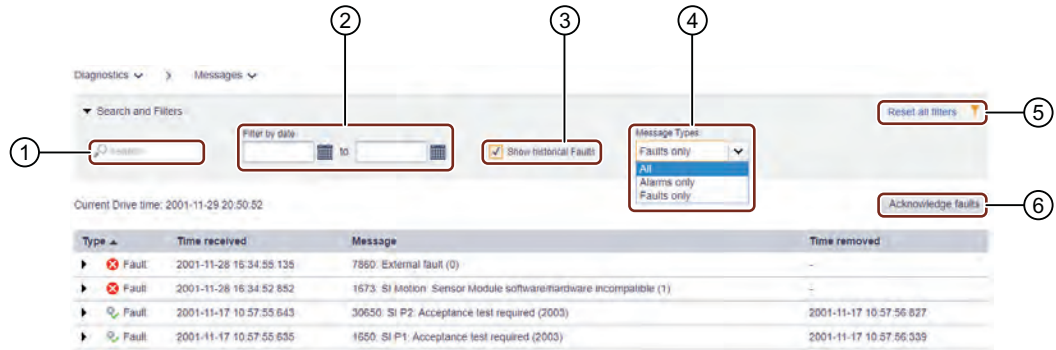 2 3 4
Diagnostics > Messages
Search and Filters
Reset all filters 5
1 Search
Filter by date
to
Show historical Faults
Message Types:
Faults only
All
Alarms only
Faults only
Current Drive time: 2001-11-29 20:50:52
Acknowledge faults 6
Type Time received Message Time removed
Fault 2001-11-28 16:34:55:135 7860: External fault (0) -
Fault 2001-11-28 16:34:52:852 1673: SI Motion: Sensor Module software/hardware incompatible (1) -
Fault 2001-11-17 10:57:55:643 30650: SI P2: Acceptance test required (2003) 2001-11-17 10:57:56:827
Fault 2001-11-17 10:57:55:635 1650: SI P1: Acceptance test required (2003) 2001-11-17 10:57:56:339